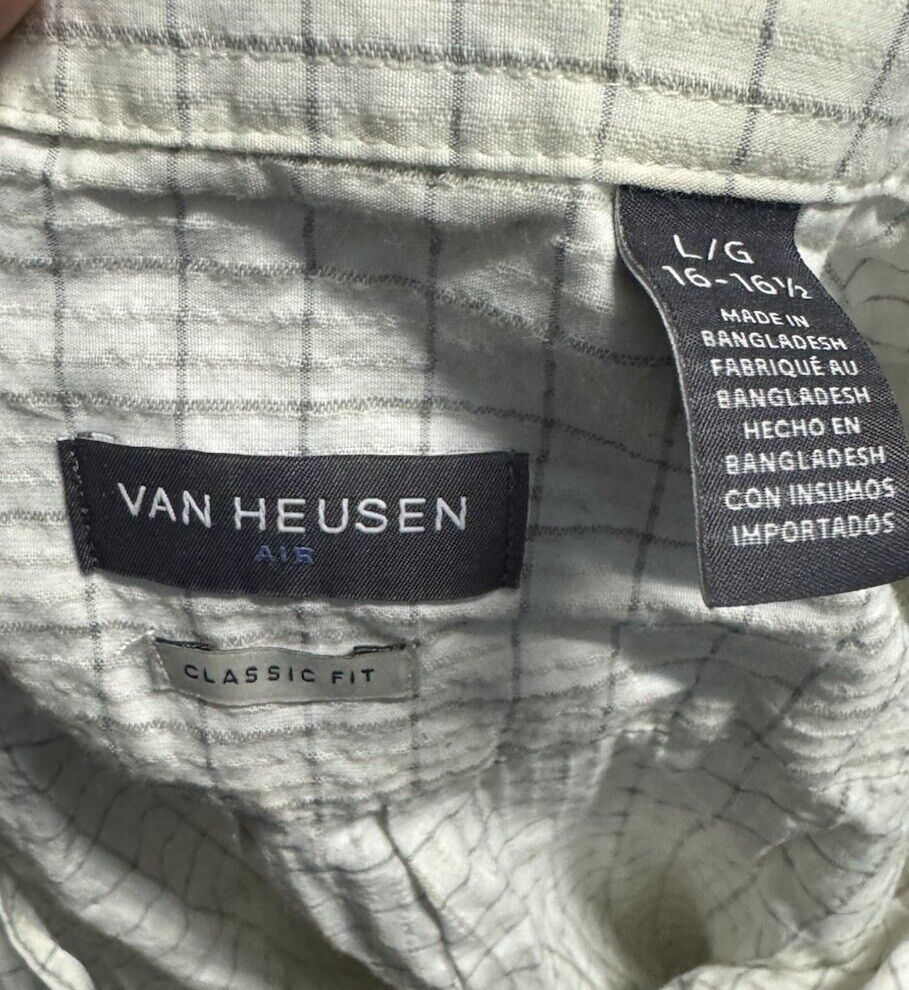 L/G
16-16½
MADE IN
BANGLADESH
FABRIQUÉ AU
BANGLADESH
HECHO EN
BANGLADESH
CON INSUMOS
IMPORTADOS
VAN HEUSEN
AIR
CLASSIC FIT